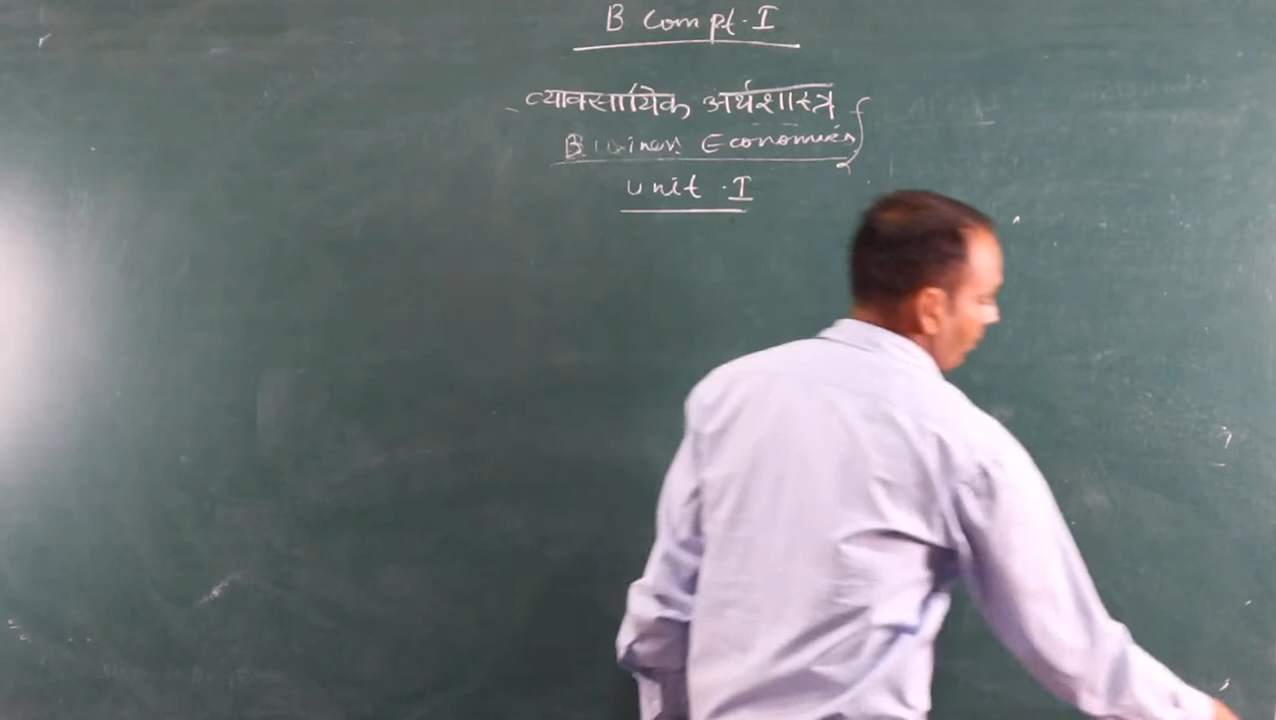 B Com pt. I
व्यावसायिक अर्थशास्त्र
Business Economics
Unit . I